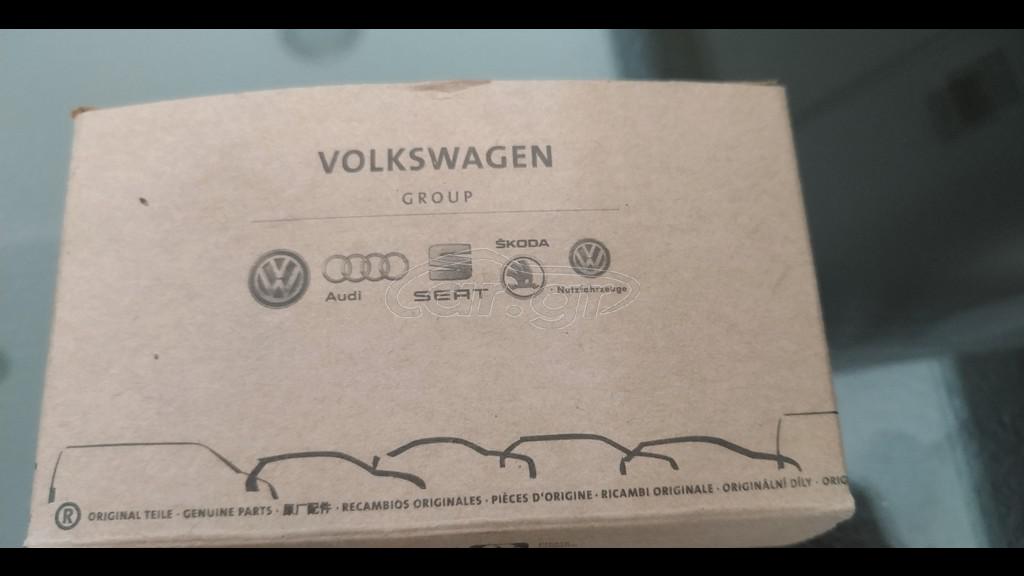 VOLKSWAGEN
GROUP
Audi
SEAT
ŠKODA
Nutzfahrzeuge
car.gr
® ORIGINAL TEILE · GENUINE PARTS · 原厂配件 · RECAMBIOS ORIGINALES · PIÈCES D'ORIGINE · RICAMBI ORIGINALE · ORIGINÁLNÍ DÍLY · ORIG